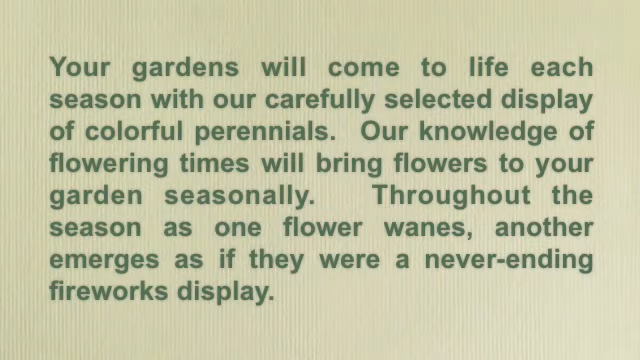 Your gardens will come to life each
season with our carefully selected display
of colorful perennials. Our knowledge of
flowering times will bring flowers to your
garden seasonally. Throughout the
season as one flower wanes, another
emerges as if they were a never-ending
fireworks display.